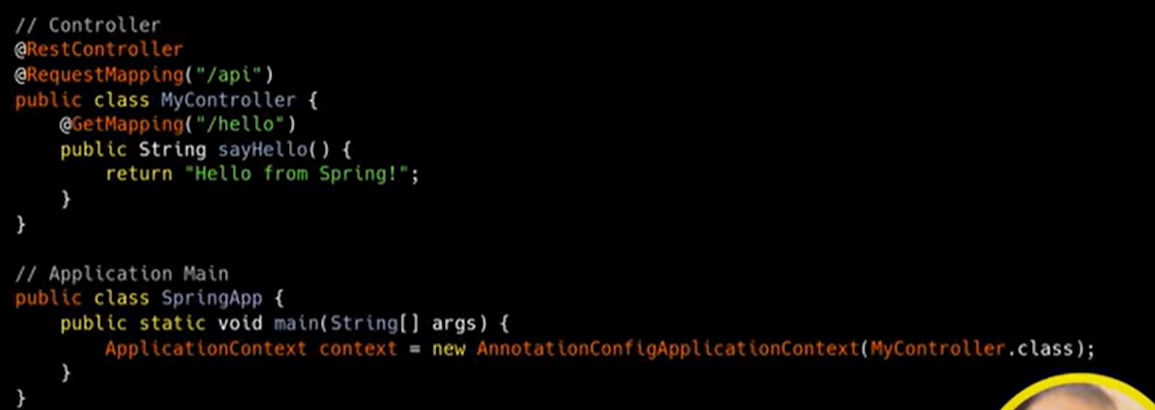 // Controller
@RestController
@RequestMapping("/api")
public class MyController {
    @GetMapping("/hello")
    public String sayHello() {
        return "Hello from Spring!";
    }
}

// Application Main
public class SpringApp {
    public static void main(String[] args) {
        ApplicationContext context = new AnnotationConfigApplicationContext(MyController.class);
    }
}